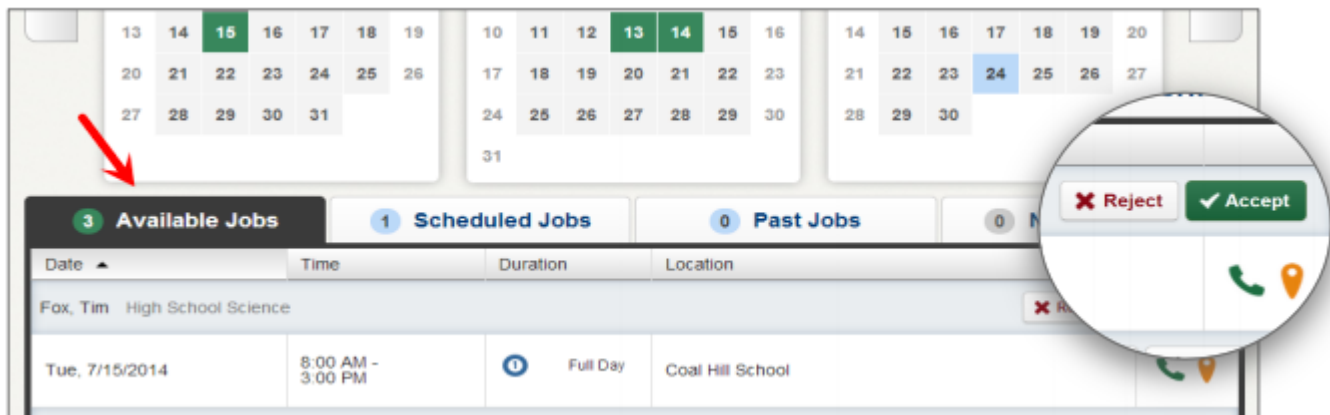 13 14 15 16 17 18 19 10 11 12 13 14 15 16 14 15 16 17 18 19 20
20 21 22 23 24 25 26 17 18 19 20 21 22 23 21 22 23 24 25 26 27
27 28 29 30 31 24 25 26 27 28 29 30 28 29 30
31
Reject Accept
3 Available Jobs 1 Scheduled Jobs 0 Past Jobs 0
Date Time Duration Location
Fox, Tim High School Science
Tue, 7/15/2014 8:00 AM - Full Day Coal Hill School
3:00 PM